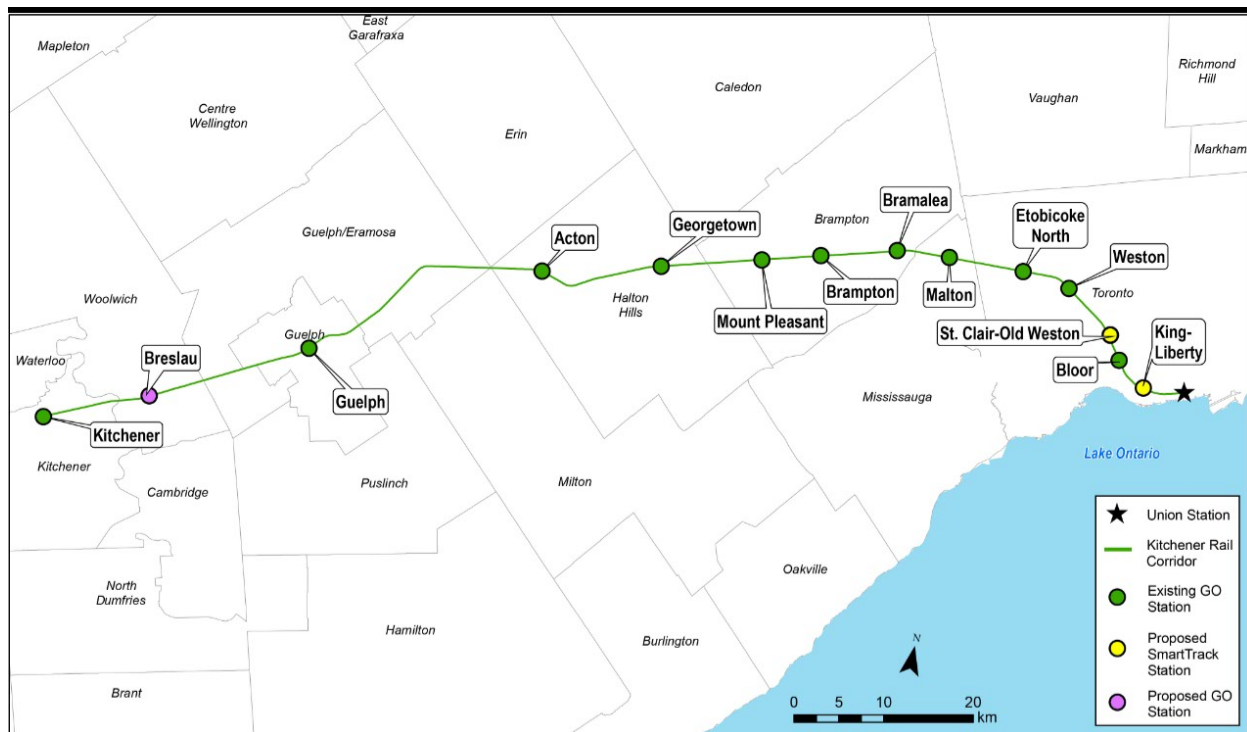 East
Garafraxa
Mapleton
Richmond
Hill
Caledon
Vaughan
Centre
Wellington
Erin
Markham
Bramalea
Georgetown
Brampton
Etobicoke
North
Guelph/Eramosa
Acton
Weston
Woolwich
Halton
Hills
Malton
Brampton
Toronto
Mount Pleasant
Guelph
St. Clair-Old Weston
King-
Liberty
Waterloo
Breslau
Bloor
Guelph
Mississauga
Kitchener
Kitchener
Lake Ontario
Cambridge
Puslinch
Milton
Union Station
Kitchener Rail
Corridor
Oakville
North
Dumfries
Existing GO
Station
Hamilton
Burlington
N
Proposed
SmartTrack
Station
Brant
0 5 10 20
km
Proposed GO
Station